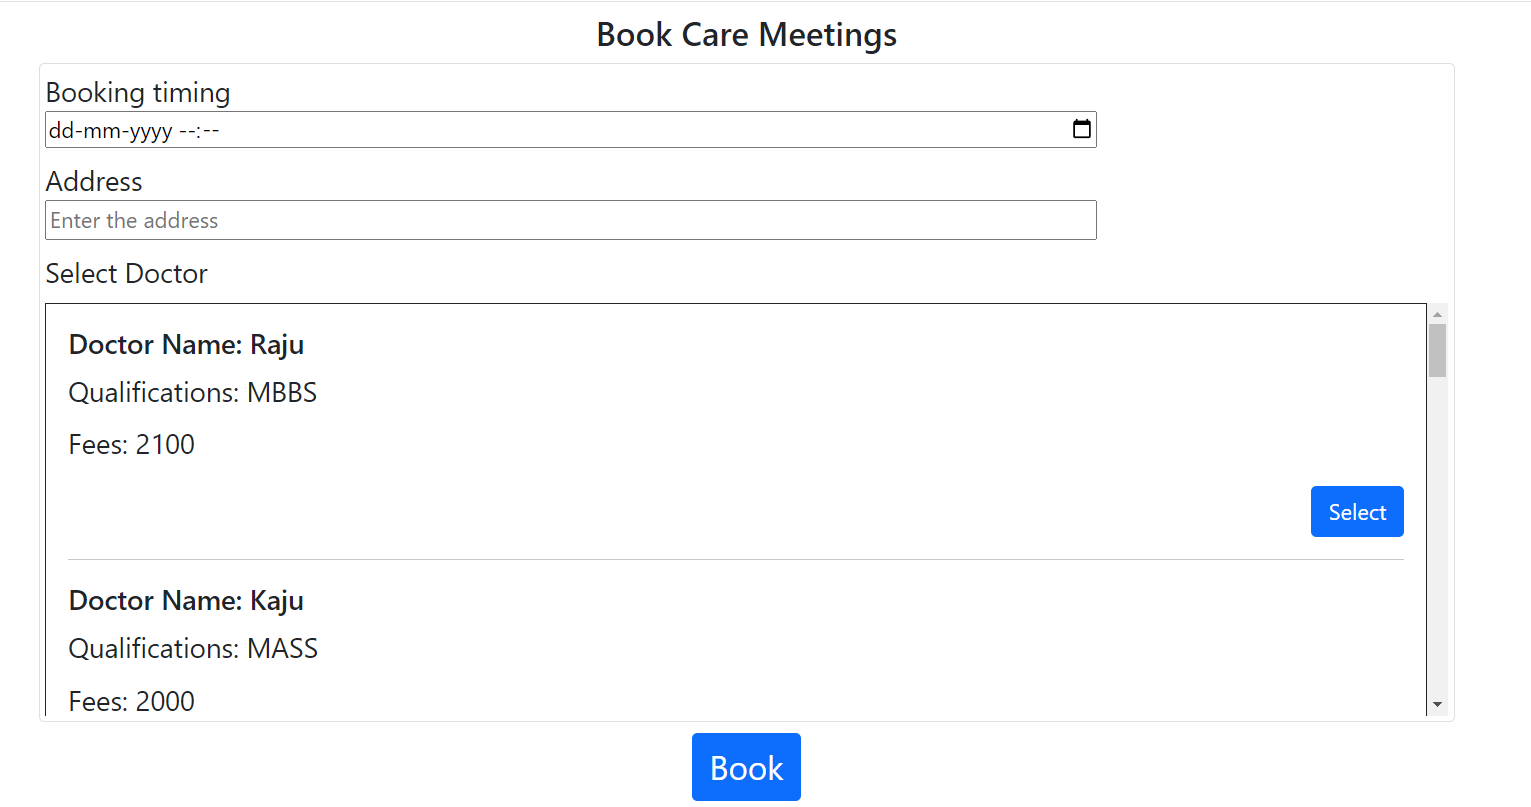 Book Care Meetings
Booking timing
dd-mm-yyyy --:--
Address
Enter the address
Select Doctor
Doctor Name: Raju
Qualifications: MBBS
Fees: 2100
Select
Doctor Name: Kaju
Qualifications: MASS
Fees: 2000
Book